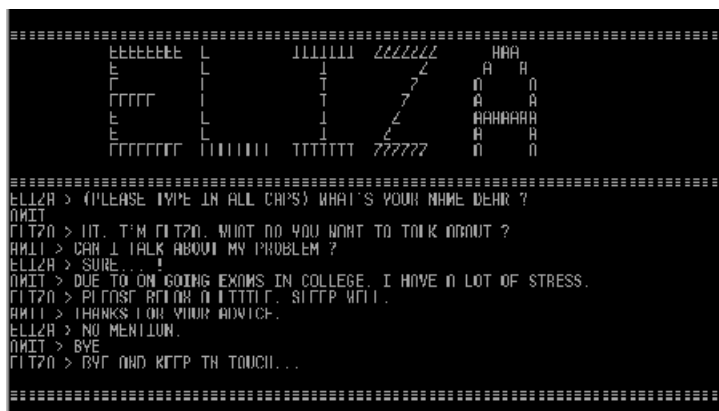 ELIZA
ELIZA > (PLEASE TYPE IN ALL CAPS) WHAT'S YOUR NAME DEAR ?
AMIT
ELIZA > HI, I'M ELIZA. WHAT DO YOU WANT TO TALK ABOUT ?
AMIT > CAN I TALK ABOUT MY PROBLEM ?
ELIZA > SURE... !
AMIT > DUE TO ON GOING EXAMS IN COLLEGE. I HAVE A LOT OF STRESS.
ELIZA > PLEASE RELAX A LITTLE. SLEEP WELL.
AMIT > THANKS FOR YOUR ADVICE.
ELIZA > NO MENTION.
AMIT > BYE
ELIZA > BYE AND KEEP IN TOUCH...